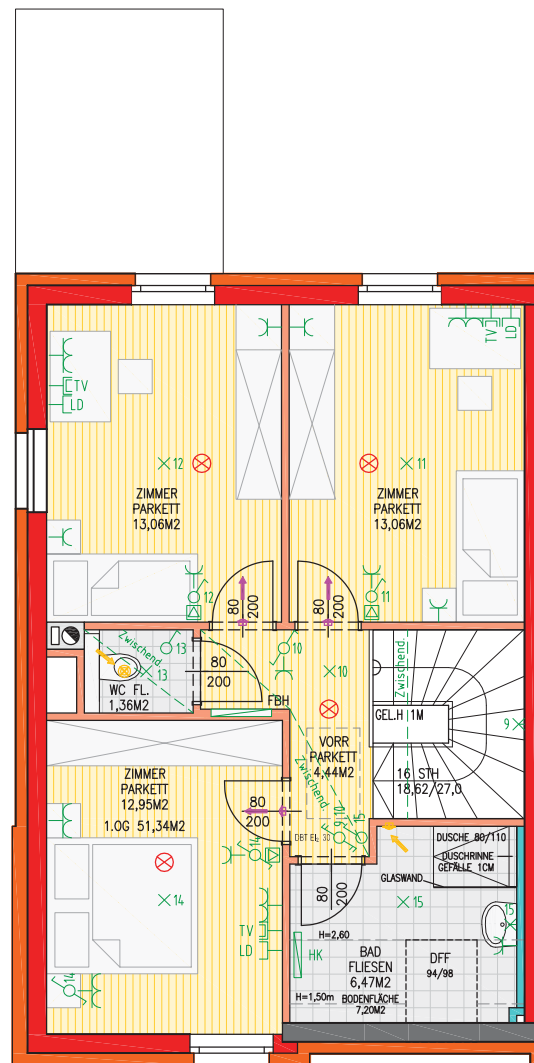 TV
LD
TV
LD
12
11
ZIMMER
PARKETT
13,06M2
ZIMMER
PARKETT
13,06M2
12
11
80
200
80
200
Zwischend.
13
13
80
200
10
10
Zwischend.
9
WC FL.
1,36M2
FBH
GEL.H 1M
VORR
PARKETT
4,44M2
16 STH
18,62/27,0
ZIMMER
PARKETT
12,95M2
1.OG 51,34M2
Zwischend.
80
200
DBT EI₂ 30
9
10
15
14
DUSCHE 80/110
DUSCHRINNE
GEFÄLLE 1CM
GLASWAND
80
200
14
15
15
TV
LD
H=2,60
HK
BAD
FLIESEN
6,47M2
DFF
94/98
14
H=1,50m
BODENFLÄCHE
7,20M2